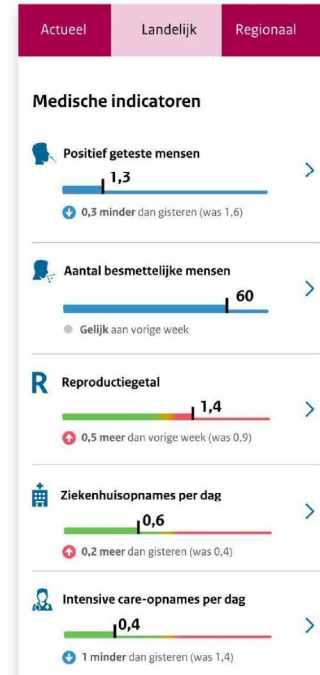 Actueel Landelijk Regionaal
Medische indicatoren
Positief geteste mensen
1,3
0,3 minder dan gisteren (was 1,6)
Aantal besmettelijke mensen
60
Gelijk aan vorige week
R Reproductiegetal
1,4
0,5 meer dan vorige week (was 0,9)
Ziekenhuisopnames per dag
0,6
0,2 meer dan gisteren (was 0,4)
Intensive care-opnames per dag
0,4
1 minder dan gisteren (was 1,4)